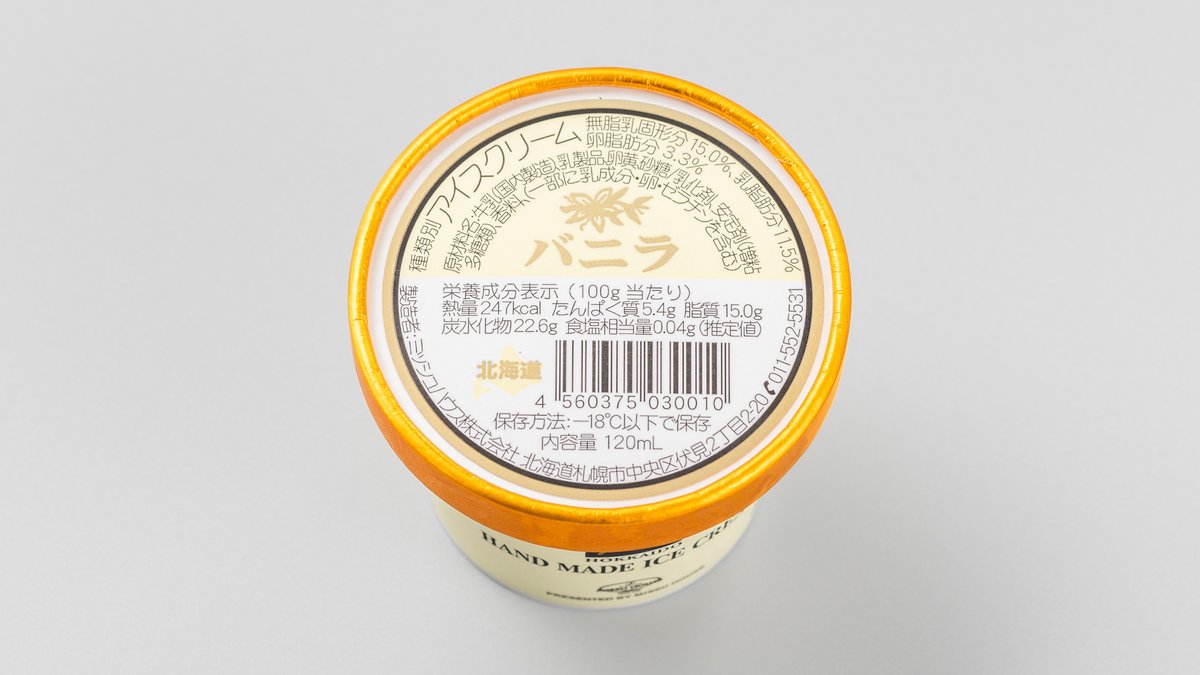 種類別 アイスクリーム 無脂乳固形分 15.0%、乳脂肪分 11.5%
卵脂肪分 3.3%
原材料名:牛乳(国内製造)、乳製品、卵黄、砂糖/乳化剤、安定剤(増粘
多糖類)、香料、(一部に乳成分・卵・ゼラチンを含む)
バニラ
栄養成分表示(100g 当たり)
熱量 247kcal たんぱく質 5.4g 脂質 15.0g
炭水化物 22.6g 食塩相当量 0.04g (推定値)
北海道
4 560375 030010
保存方法:−18℃以下で保存
内容量 120mL
製造者:ミッシュハウス株式会社 北海道札幌市中央区伏見2丁目2-20 011-552-5531
HOKKAIDO
HAND MADE ICE CRE
PRESENTED BY